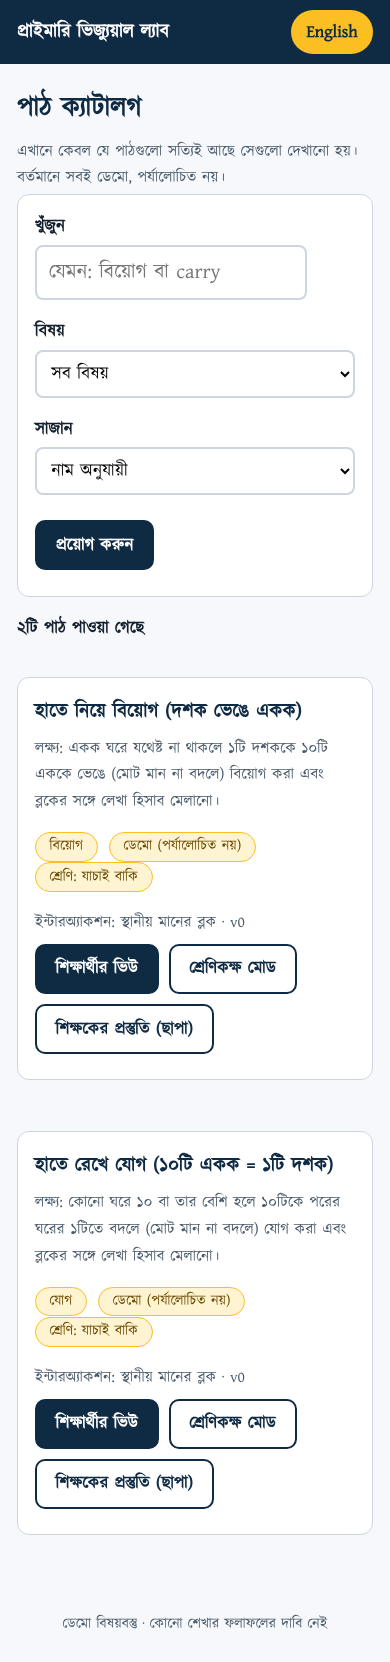 প্রাইমারি ভিজ্যুয়াল ল্যাব
English
পাঠ ক্যাটালগ
এখানে কেবল যে পাঠগুলো সত্যিই আছে সেগুলো দেখানো হয়।
বর্তমানে সবই ডেমো, পর্যালোচিত নয়।
খুঁজুন
যেমন: বিয়োগ বা carry
বিষয়
সব বিষয়
সাজান
নাম অনুযায়ী
প্রয়োগ করুন
২টি পাঠ পাওয়া গেছে
হাতে নিয়ে বিয়োগ (দশক ভেঙে একক)
লক্ষ্য: একক ঘরে যথেষ্ট না থাকলে ১টি দশককে ১০টি
এককে ভেঙে (মোট মান না বদলে) বিয়োগ করা এবং
ব্লকের সঙ্গে লেখা হিসাব মেলানো।
বিয়োগ
ডেমো (পর্যালোচিত নয়)
শ্রেণি: যাচাই বাকি
ইন্টারঅ্যাকশন: স্থানীয় মানের ব্লক · v0
শিক্ষার্থীর ভিউ
শ্রেণিকক্ষ মোড
শিক্ষকের প্রস্তুতি (ছাপা)
হাতে রেখে যোগ (১০টি একক = ১টি দশক)
লক্ষ্য: কোনো ঘরে ১০ বা তার বেশি হলে ১০টিকে পরের
ঘরের ১টিতে বদলে (মোট মান না বদলে) যোগ করা এবং
ব্লকের সঙ্গে লেখা হিসাব মেলানো।
যোগ
ডেমো (পর্যালোচিত নয়)
শ্রেণি: যাচাই বাকি
ইন্টারঅ্যাকশন: স্থানীয় মানের ব্লক · v0
শিক্ষার্থীর ভিউ
শ্রেণিকক্ষ মোড
শিক্ষকের প্রস্তুতি (ছাপা)
ডেমো বিষয়বস্তু · কোনো শেখার ফলাফলের দাবি নেই